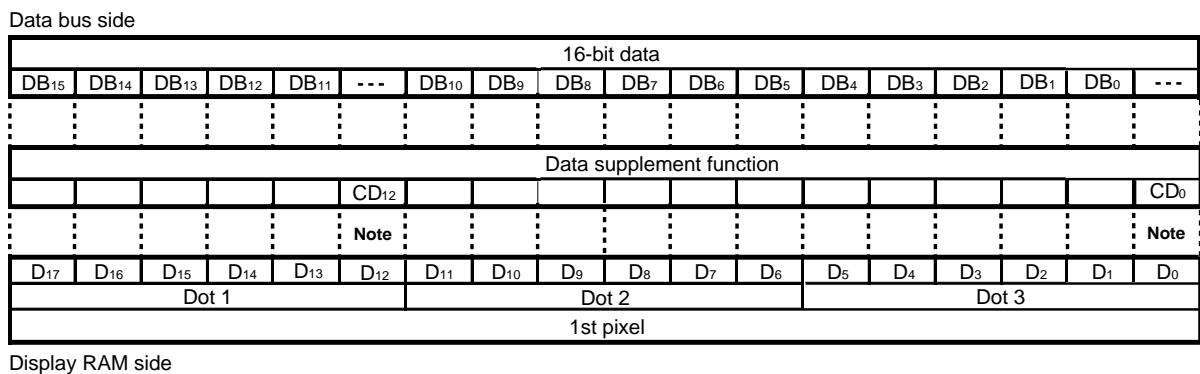 Data bus side
16-bit data
DB15 DB14 DB13 DB12 DB11 --- DB10 DB9 DB8 DB7 DB6 DB5 DB4 DB3 DB2 DB1 DB0 ---
Data supplement function
CD12 CD0
Note Note
D17 D16 D15 D14 D13 D12 D11 D10 D9 D8 D7 D6 D5 D4 D3 D2 D1 D0
Dot 1 Dot 2 Dot 3
1st pixel
Display RAM side